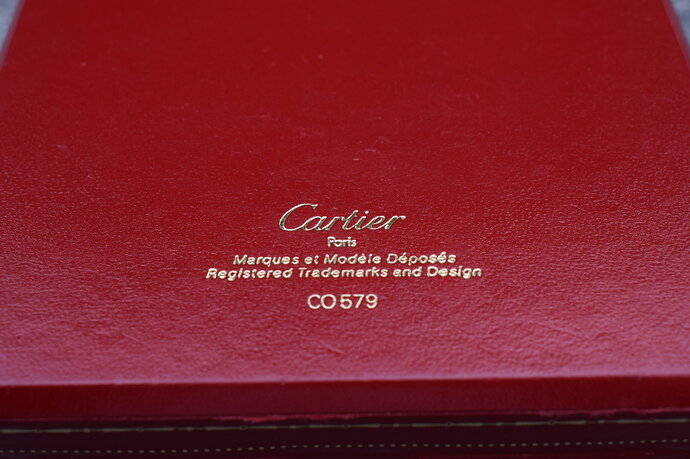 Cartier
Paris
Marques et Modèle Déposés
Registered Trademarks and Design
CO 579